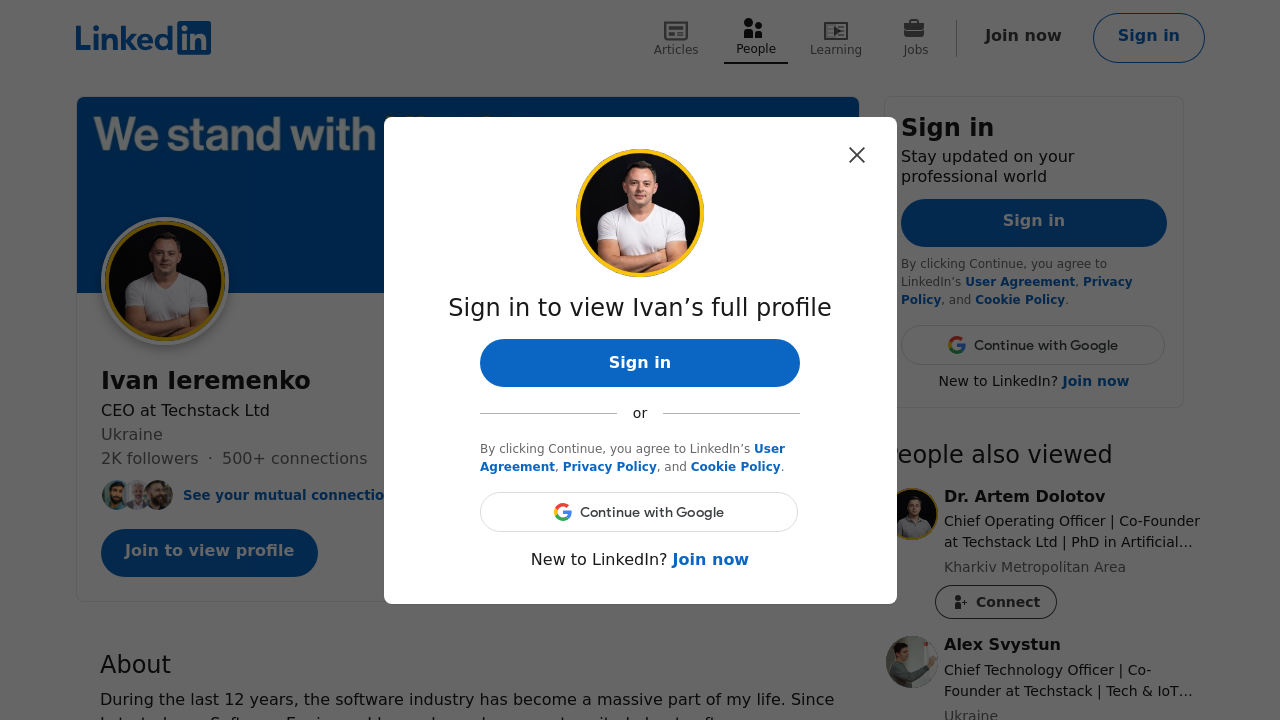 LinkedIn
Articles
People
Learning
Jobs
Join now
Sign in
We stand with
Ivan Ieremenko
CEO at Techstack Ltd
Ukraine
2K followers · 500+ connections
See your mutual
Join to view profile
About
During the last 12 years, the software industry has become a massive part of my life. Since
Sign in to view Ivan’s full profile
Sign in
or
By clicking Continue, you agree to LinkedIn’s User
Agreement, Privacy Policy, and Cookie Policy.
Continue with Google
New to LinkedIn? Join now
Sign in
Stay updated on your
professional world
Sign in
By clicking Continue, you agree to
LinkedIn’s User Agreement, Privacy
Policy, and Cookie Policy.
Continue with Google
New to LinkedIn? Join now
also viewed
Dr. Artem Dolotov
Chief Operating Officer | Co-Founder
at Techstack Ltd | PhD in Artificial…
Kharkiv Metropolitan Area
Connect
Alex Svystun
Chief Technology Officer | Co-
Founder at Techstack | Tech & IoT…
Ukraine